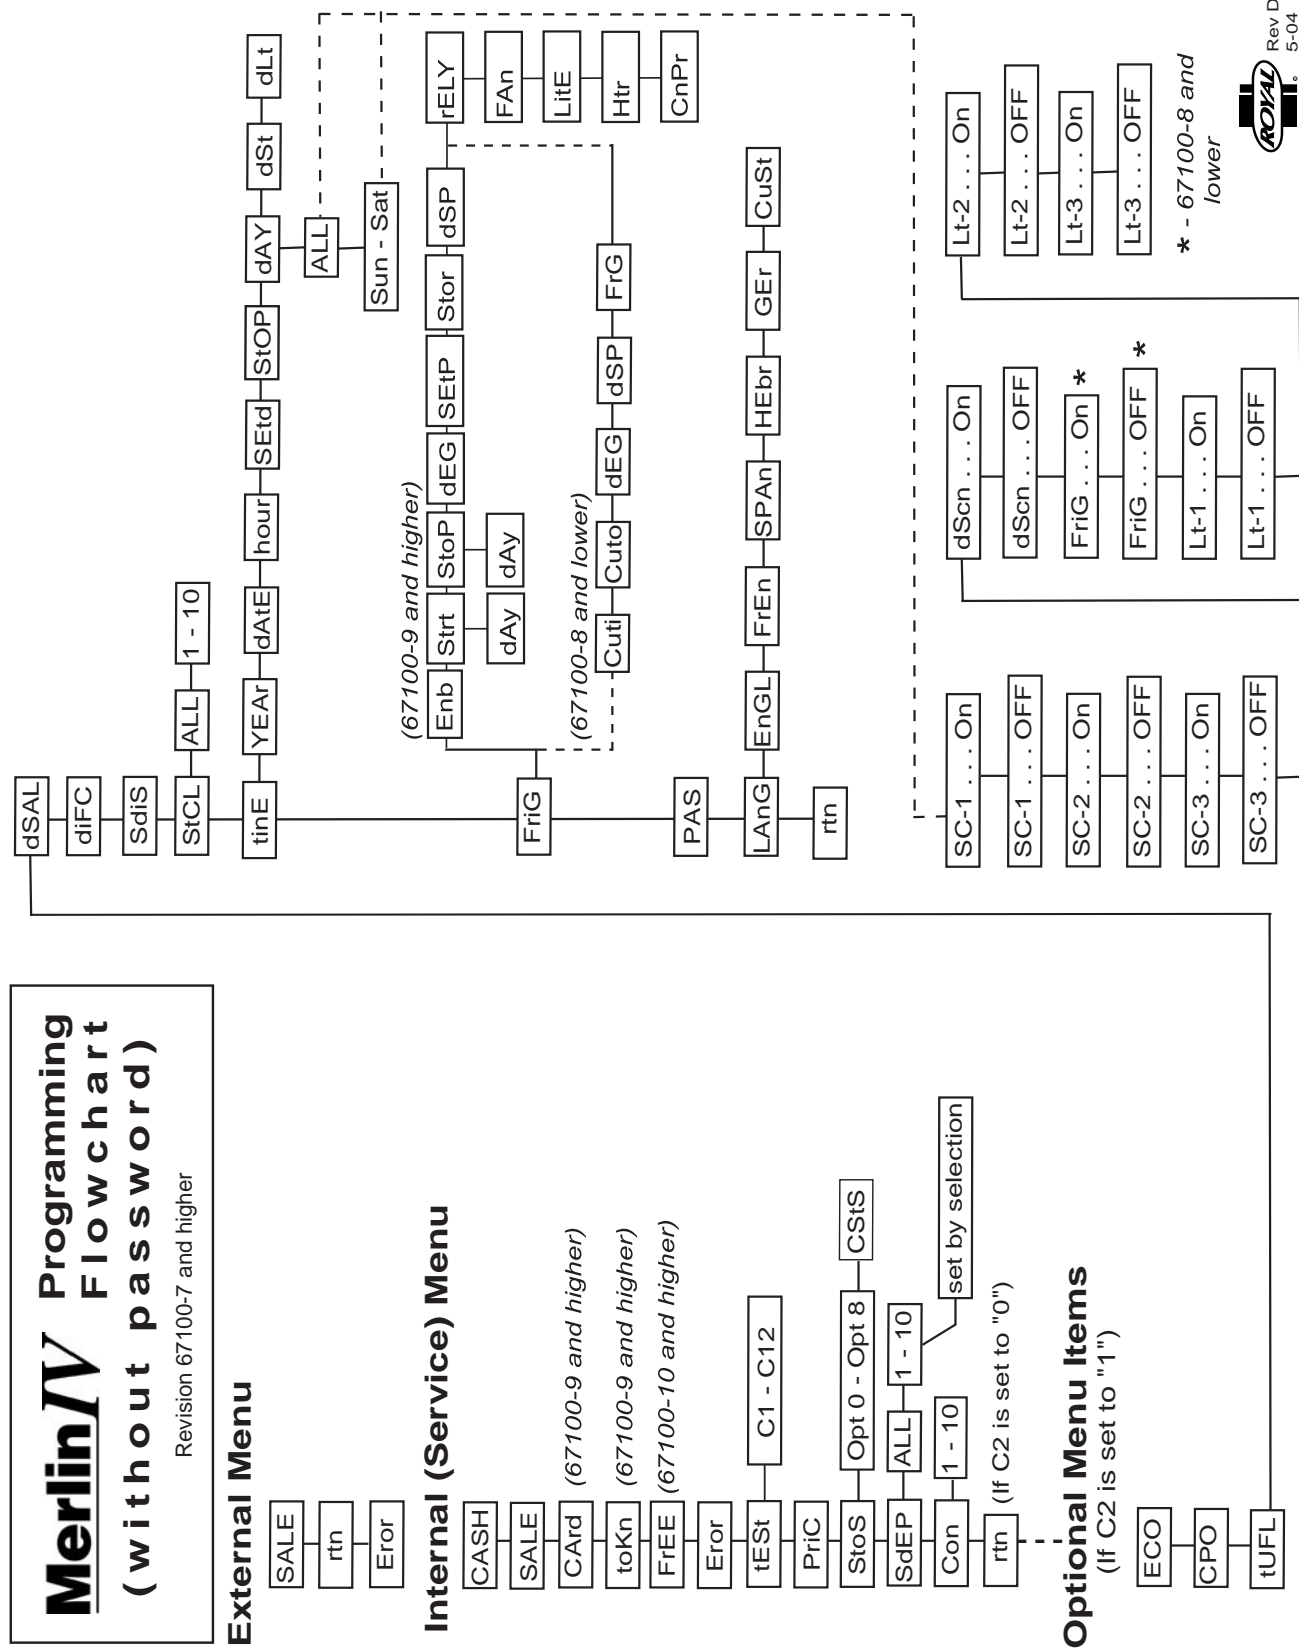 MerlinIV Programming
Flowchart
(without password)
Revision 67100-7 and higher
External Menu
SALE
rtn
Eror
Internal (Service) Menu
CASH
SALE
CArd (67100-9 and higher)
toKn (67100-9 and higher)
FrEE (67100-10 and higher)
Eror
tESt C1 - C12
PriC
StoS Opt 0 - Opt 8 CStS
SdEP ALL 1 - 10
set by selection
Con 1 - 10
rtn (If C2 is set to "0")
Optional Menu Items
(If C2 is set to "1")
ECO
CPO
tUFL
dSAL
diFC
SdiS
StCL ALL 1 - 10
tinE YEAr dAtE hour SEtd StOP dAY dSt dLt
ALL
Sun - Sat
(67100-9 and higher)
Enb Strt StoP dEG SEtP Stor dSP rELY
dAy dAy
FAn
LitE
Htr
CnPr
FriG
(67100-8 and lower)
Cuti Cuto dEG dSP FrG
PAS
LAnG EnGL FrEn SPAn HEbr GEr CuSt
rtn
SC-1 . . . On
SC-1 . . . OFF
SC-2 . . . On
SC-2 . . . OFF
SC-3 . . . On
SC-3 . . . OFF
dScn . . . On
dScn . . . OFF
FriG . . . On *
FriG . . . OFF *
Lt-1 . . . On
Lt-1 . . . OFF
Lt-2 . . . On
Lt-2 . . . OFF
Lt-3 . . . On
Lt-3 . . . OFF
* - 67100-8 and
lower
ROYAL
Rev D
5-04